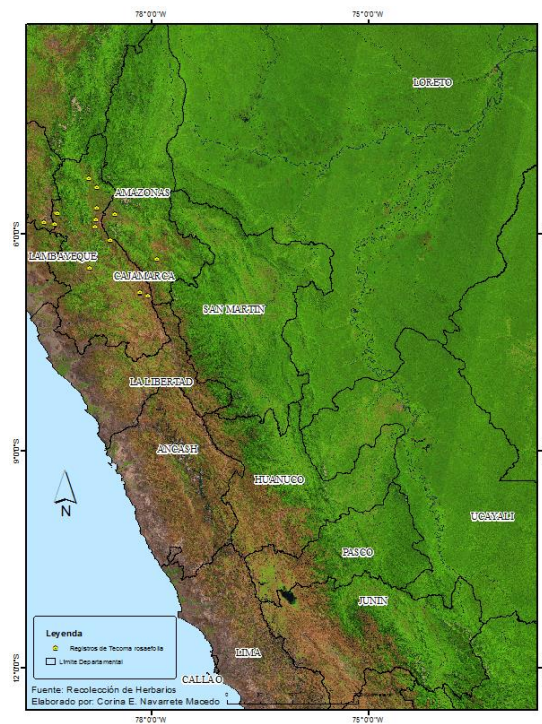 78°0'0"W 75°0'0"W
LORETO
AMAZONAS
6°0'0"S
LAMBAYEQUE
CAJAMARCA
SAN MARTIN
LA LIBERTAD
9°0'0"S
ANCASH
HUANUCO
N
UCAYALI
PASCO
JUNIN
Leyenda
Registros de Tecoma rosaefolia
Límite Departamental
LIMA
12°0'0"S
CALLAO
Fuente: Recolección de Herbarios
Elaborado por: Corina E. Navarrete Macedo
78°0'0"W 75°0'0"W